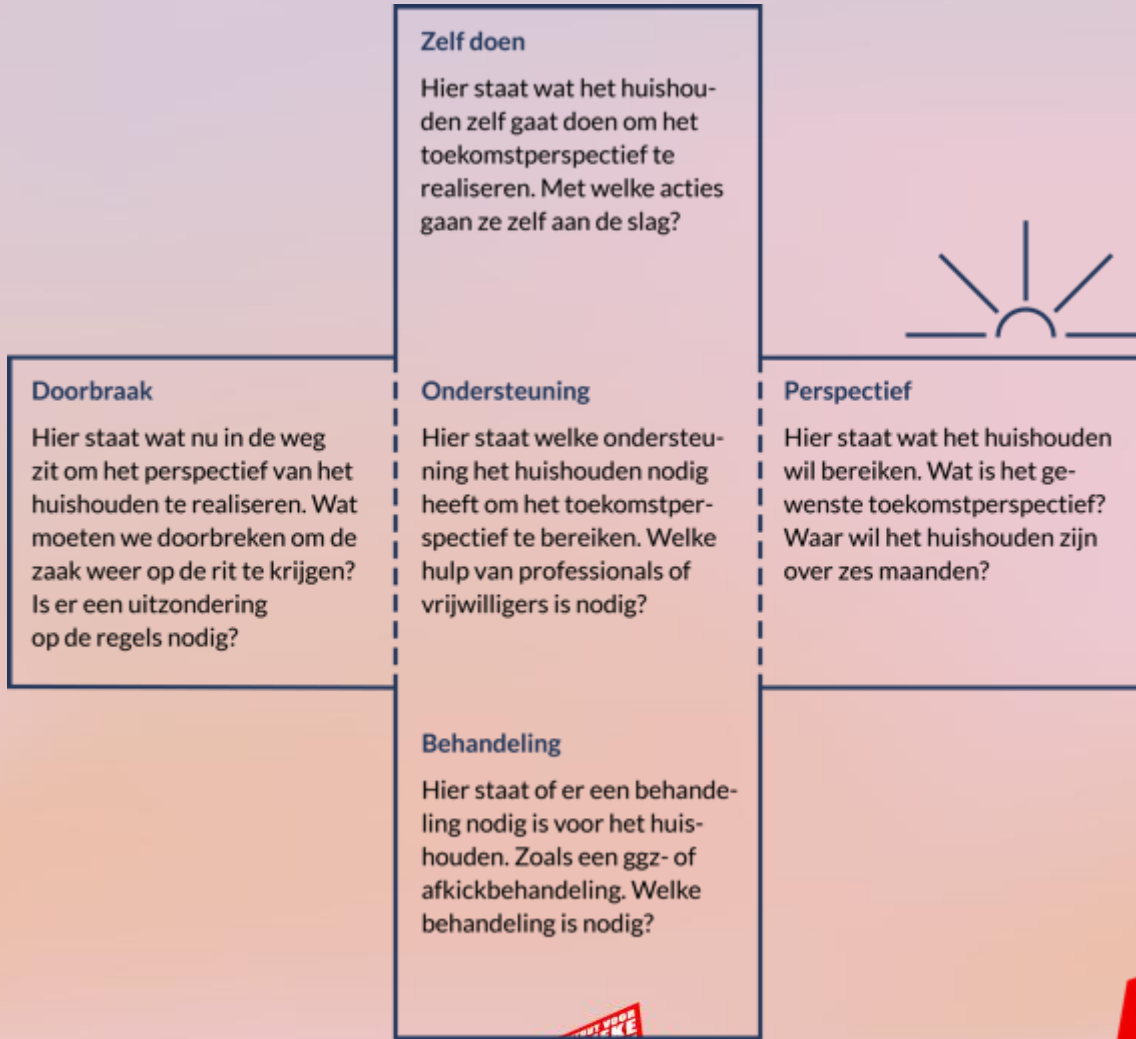 Zelf doen
Hier staat wat het huishou-
den zelf gaat doen om het
toekomstperspectief te
realiseren. Met welke acties
gaan ze zelf aan de slag?
Doorbraak
Hier staat wat nu in de weg
zit om het perspectief van het
huishouden te realiseren. Wat
moeten we doorbreken om de
zaak weer op de rit te krijgen?
Is er een uitzondering
op de regels nodig?
Ondersteuning
Hier staat welke ondersteu-
ning het huishouden nodig
heeft om het toekomstper-
spectief te bereiken. Welke
hulp van professionals of
vrijwilligers is nodig?
Perspectief
Hier staat wat het huishouden
wil bereiken. Wat is het ge-
wenste toekomstperspectief?
Waar wil het huishouden zijn
over zes maanden?
Behandeling
Hier staat of er een behande-
ling nodig is voor het huis-
houden. Zoals een ggz- of
afkickbehandeling. Welke
behandeling is nodig?
VOOR